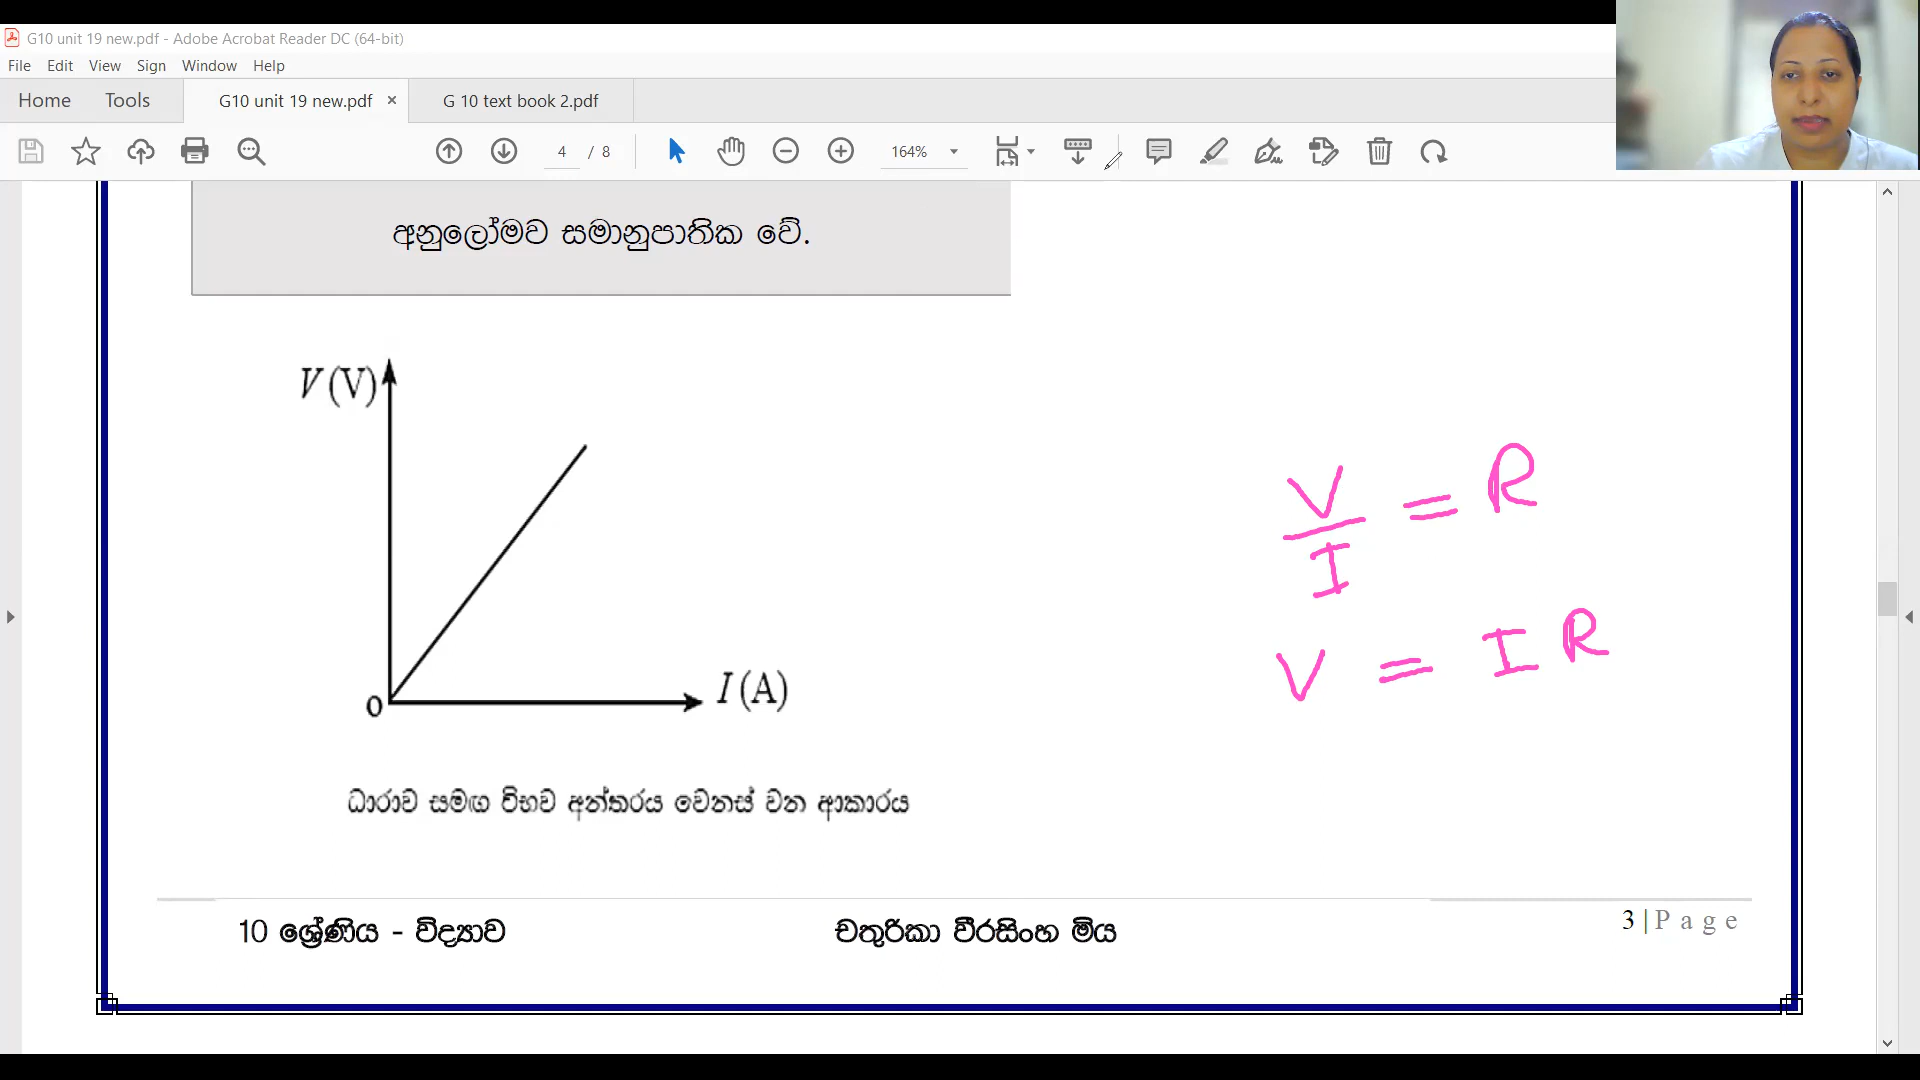 G10 unit 19 new.pdf - Adobe Acrobat Reader DC (64-bit)
File Edit View Sign Window Help
Home Tools G10 unit 19 new.pdf × G 10 text book 2.pdf
4 / 8 164%
අනුලෝමව සමානුපාතික වේ.
V (V)
V/I = R
V = I R
0
I (A)
ධාරාව සමඟ විභව අන්තරය වෙනස් වන ආකාරය
10 ශ්‍රේණිය - විද්‍යාව චතුරිකා වීරසිංහ මිය 3 | P a g e